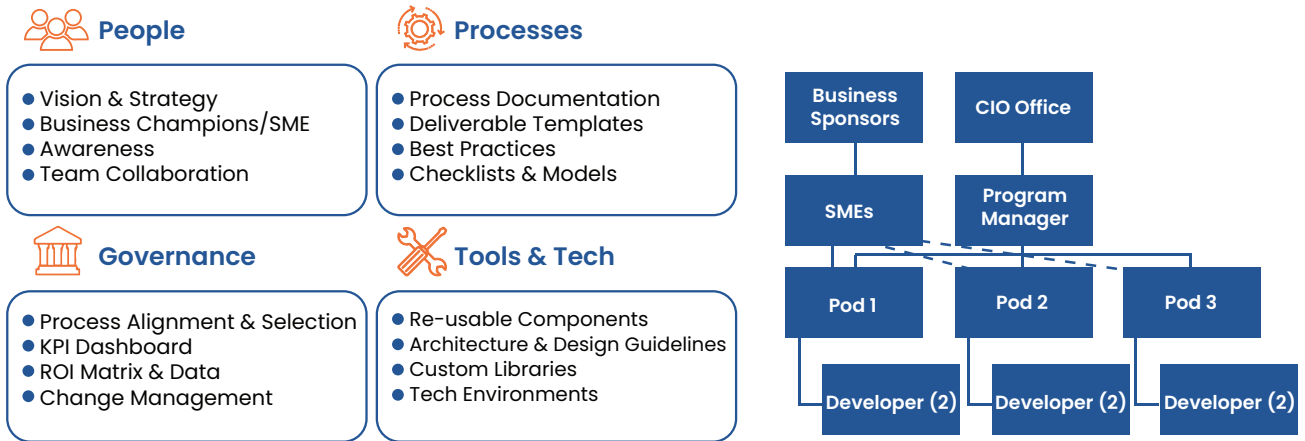 People
Vision & Strategy
Business Champions/SME
Awareness
Team Collaboration
Processes
Process Documentation
Deliverable Templates
Best Practices
Checklists & Models
Governance
Process Alignment & Selection
KPI Dashboard
ROI Matrix & Data
Change Management
Tools & Tech
Re-usable Components
Architecture & Design Guidelines
Custom Libraries
Tech Environments
Business
Sponsors
CIO Office
SMEs
Program
Manager
Pod 1
Pod 2
Pod 3
Developer (2)
Developer (2)
Developer (2)